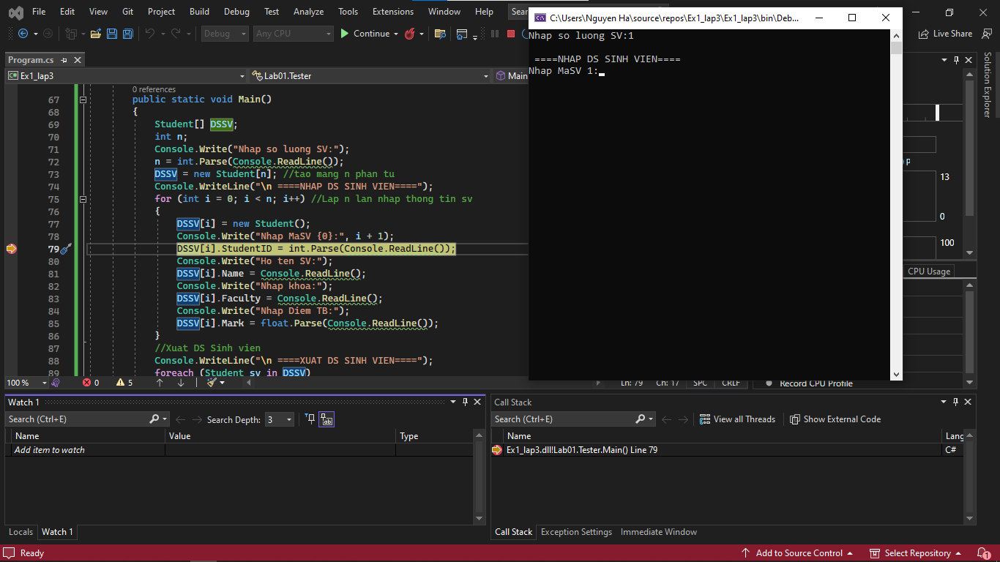 File Edit View Git Project Build Debug Test Analyze Tools Extensions Window Help
Debug Any CPU Continue Live Share
Program.cs
Ex1_lap3 Lab01.Tester Main
0 references
67 public static void Main()
68 {
69 Student[] DSSV;
70 int n;
71 Console.Write("Nhap so luong SV:");
72 n = int.Parse(Console.ReadLine());
73 DSSV = new Student[n]; //tao mang n phan tu
74 Console.WriteLine("\n ====NHAP DS SINH VIEN====");
75 for (int i = 0; i < n; i++) //Lap n lan nhap thong tin sv
76 {
77 DSSV[i] = new Student();
78 Console.Write("Nhap MaSV {0}:", i + 1);
79 DSSV[i].StudentID = int.Parse(Console.ReadLine());
80 Console.Write("Ho ten SV:");
81 DSSV[i].Name = Console.ReadLine();
82 Console.Write("Nhap khoa:");
83 DSSV[i].Faculty = Console.ReadLine();
84 Console.Write("Nhap Diem TB:");
85 DSSV[i].Mark = float.Parse(Console.ReadLine());
86 }
87 //Xuat DS Sinh vien
88 Console.WriteLine("\n ====XUAT DS SINH VIEN====");
89 foreach (Student sv in DSSV)
100 % 0 5 Ln: 79 Ch: 17 SPC CRLF
C:\Users\Nguyen Ha\source\repos\Ex1_lap3\Ex1_lap3\bin\Deb...
Nhap so luong SV:1
====NHAP DS SINH VIEN====
Nhap MaSV 1:
Solution Explorer
13
0
100
CPU Usage
Record CPU Profile
Watch 1
Search (Ctrl+E) Search Depth: 3
Name Value Type
Add item to watch
Locals Watch 1
Call Stack
Search (Ctrl+E) View all Threads Show External Code
Name Lang
Ex1_lap3.dll!Lab01.Tester.Main() Line 79 C#
Call Stack Exception Settings Immediate Window
Ready Add to Source Control Select Repository 1